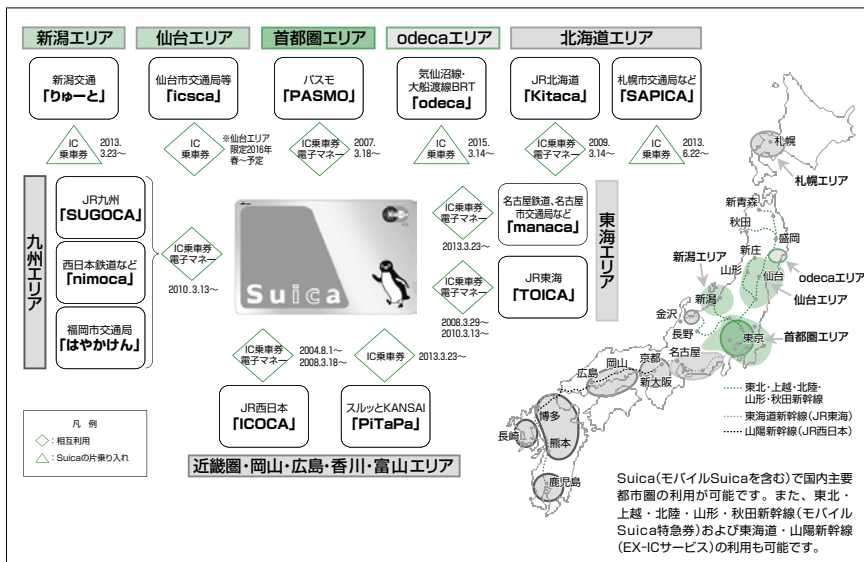 新潟エリア
仙台エリア
首都圏エリア
odecaエリア
北海道エリア
新潟交通
「りゅーと」
仙台市交通局等
「icsca」
パスモ
「PASMO」
気仙沼線・
大船渡線BRT
「odeca」
JR北海道
「Kitaca」
札幌市交通局など
「SAPICA」
IC
乗車券
2013.
3.23～
IC
乗車券
※仙台エリア
限定2016年
春～予定
IC乗車券
電子マネー
2007.
3.18～
IC
乗車券
2015.
3.14～
IC乗車券
電子マネー
2009.
3.14～
IC
乗車券
2013.
6.22～
九州エリア
JR九州
「SUGOCA」
西日本鉄道など
「nimoca」
福岡市交通局
「はやかけん」
IC乗車券
電子マネー
2010.3.13～
Suica
IC乗車券
電子マネー
2013.3.23～
名古屋鉄道、名古屋
市交通局など
「manaca」
IC乗車券
電子マネー
2008.3.29～
2010.3.13～
JR東海
「TOICA」
東海エリア
IC乗車券
電子マネー
2004.8.1～
2008.3.18～
IC乗車券
2013.3.23～
JR西日本
「ICOCA」
スルッとKANSAI
「PiTaPa」
近畿圏・岡山・広島・香川・富山エリア
凡 例
:相互利用
:Suicaの片乗り入れ
札幌
札幌エリア
新青森
秋田
盛岡
新庄
新潟エリア
山形
odecaエリア
仙台
仙台エリア
新潟
金沢
長野
東京
首都圏エリア
名古屋
京都
岡山
広島
新大阪
博多
長崎
熊本
鹿児島
東北・上越・北陸・
山形・秋田新幹線
東海道新幹線(JR東海)
山陽新幹線(JR西日本)
Suica(モバイルSuicaを含む)で国内主要
都市圏の利用が可能です。また、東北・
上越・北陸・山形・秋田新幹線(モバイル
Suica特急券)および東海道・山陽新幹線
(EX-ICサービス)の利用も可能です。